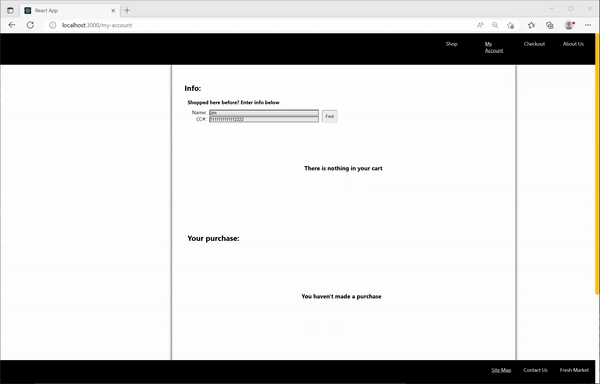 React App
localhost:3000/my-account
Shop
My
Account
Checkout
About Us
Info:
Shopped here before? Enter info below
Name:
CC#:
Find
There is nothing in your cart
Your purchase:
You haven't made a purchase
Site Map
Contact Us
Fresh Market